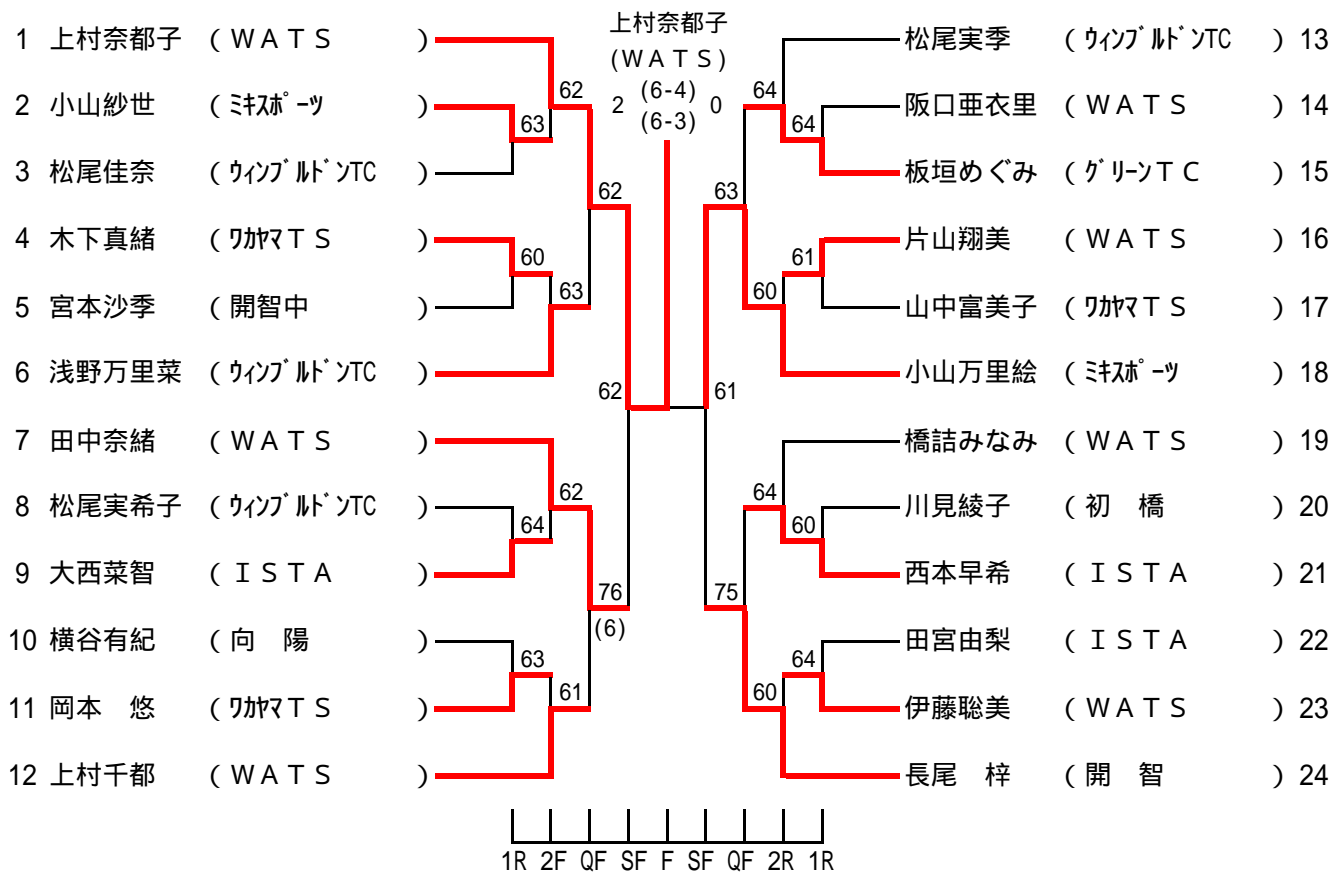 上村奈都子
(ＷＡＴＳ)
2 (6-4) 0
(6-3)
1 上村奈都子 (ＷＡＴＳ)
2 小山紗世 (ﾐｷｽﾎﾟｰﾂ)
3 松尾佳奈 (ｳｨﾝﾌﾞﾙﾄﾞﾝTC)
4 木下真緒 (ﾜｶﾔﾏＴＳ)
5 宮本沙季 (開智中)
6 浅野万里菜 (ｳｨﾝﾌﾞﾙﾄﾞﾝTC)
7 田中奈緒 (ＷＡＴＳ)
8 松尾実希子 (ｳｨﾝﾌﾞﾙﾄﾞﾝTC)
9 大西菜智 (ＩＳＴＡ)
10 横谷有紀 (向　陽)
11 岡本　悠 (ﾜｶﾔﾏＴＳ)
12 上村千都 (ＷＡＴＳ)
63
60
64
63
62
63
62
61
62
76
(6)
62
61
63
75
64
60
64
60
64
61
60
64
松尾実季 (ｳｨﾝﾌﾞﾙﾄﾞﾝTC) 13
阪口亜衣里 (ＷＡＴＳ) 14
板垣めぐみ (ｸﾞﾘｰﾝＴＣ) 15
片山翔美 (ＷＡＴＳ) 16
山中富美子 (ﾜｶﾔﾏＴＳ) 17
小山万里絵 (ﾐｷｽﾎﾟｰﾂ) 18
橋詰みなみ (ＷＡＴＳ) 19
川見綾子 (初　橋) 20
西本早希 (ＩＳＴＡ) 21
田宮由梨 (ＩＳＴＡ) 22
伊藤聡美 (ＷＡＴＳ) 23
長尾　梓 (開　智) 24
1R 2F QF SF F SF QF 2R 1R